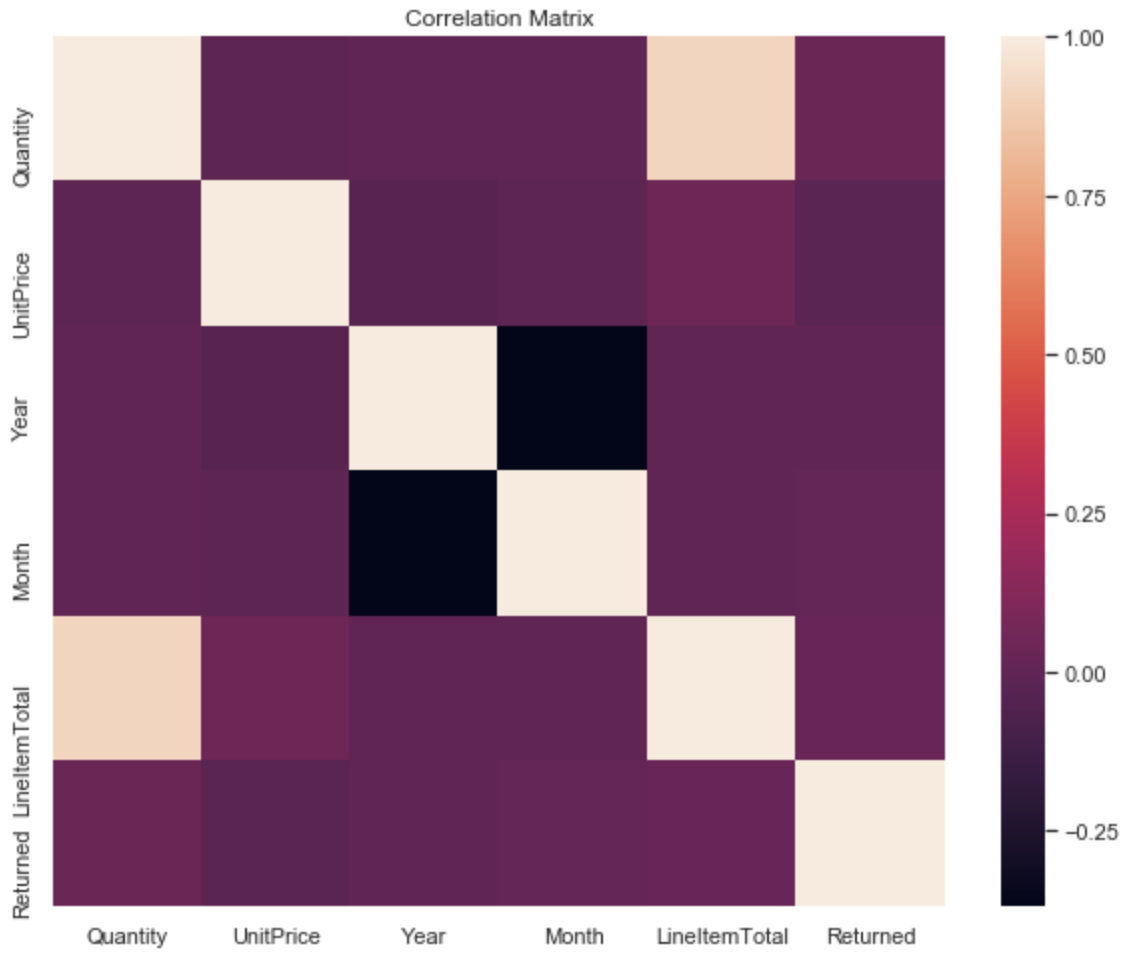 Correlation Matrix
Quantity
UnitPrice
Year
Month
LineItemTotal
Returned
Quantity UnitPrice Year Month LineItemTotal Returned
1.00
0.75
0.50
0.25
0.00
−0.25